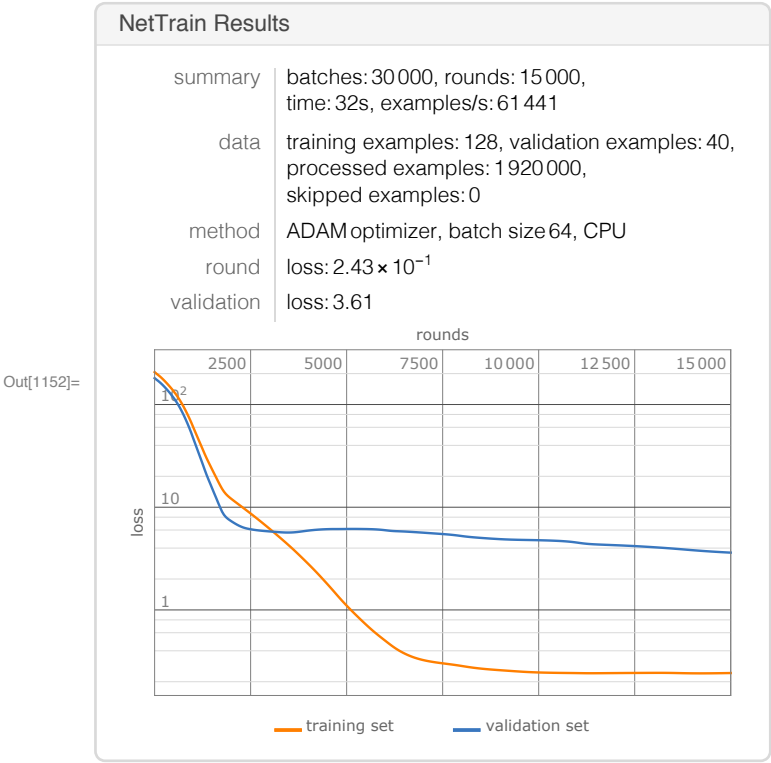 NetTrain Results
summary batches: 30 000, rounds: 15 000,
time: 32s, examples/s: 61 441
data training examples: 128, validation examples: 40,
processed examples: 1 920 000,
skipped examples: 0
method ADAM optimizer, batch size 64, CPU
round loss: 2.43 × 10⁻¹
validation loss: 3.61
Out[1152]=
rounds
2500 5000 7500 10 000 12 500 15 000
10²
10
1
loss
training set validation set